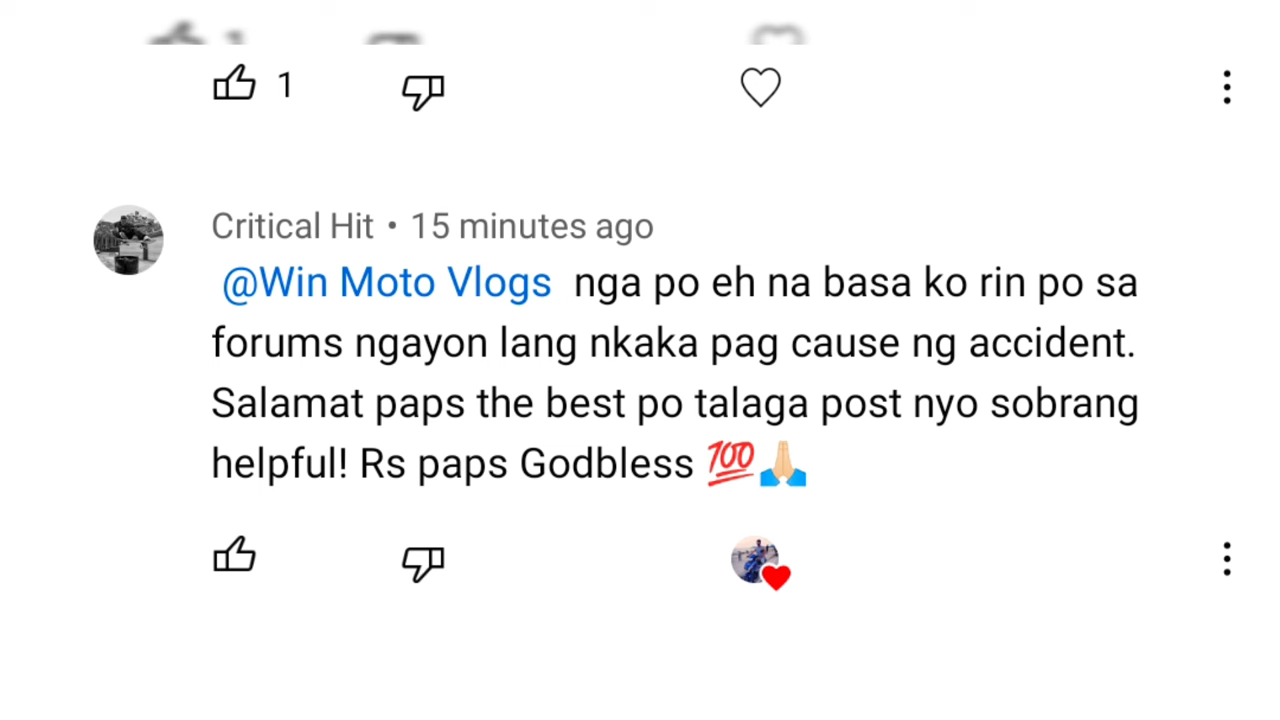 1
Critical Hit • 15 minutes ago
@Win Moto Vlogs nga po eh na basa ko rin po sa
forums ngayon lang nkaka pag cause ng accident.
Salamat paps the best po talaga post nyo sobrang
helpful! Rs paps Godbless 💯🙏🏼